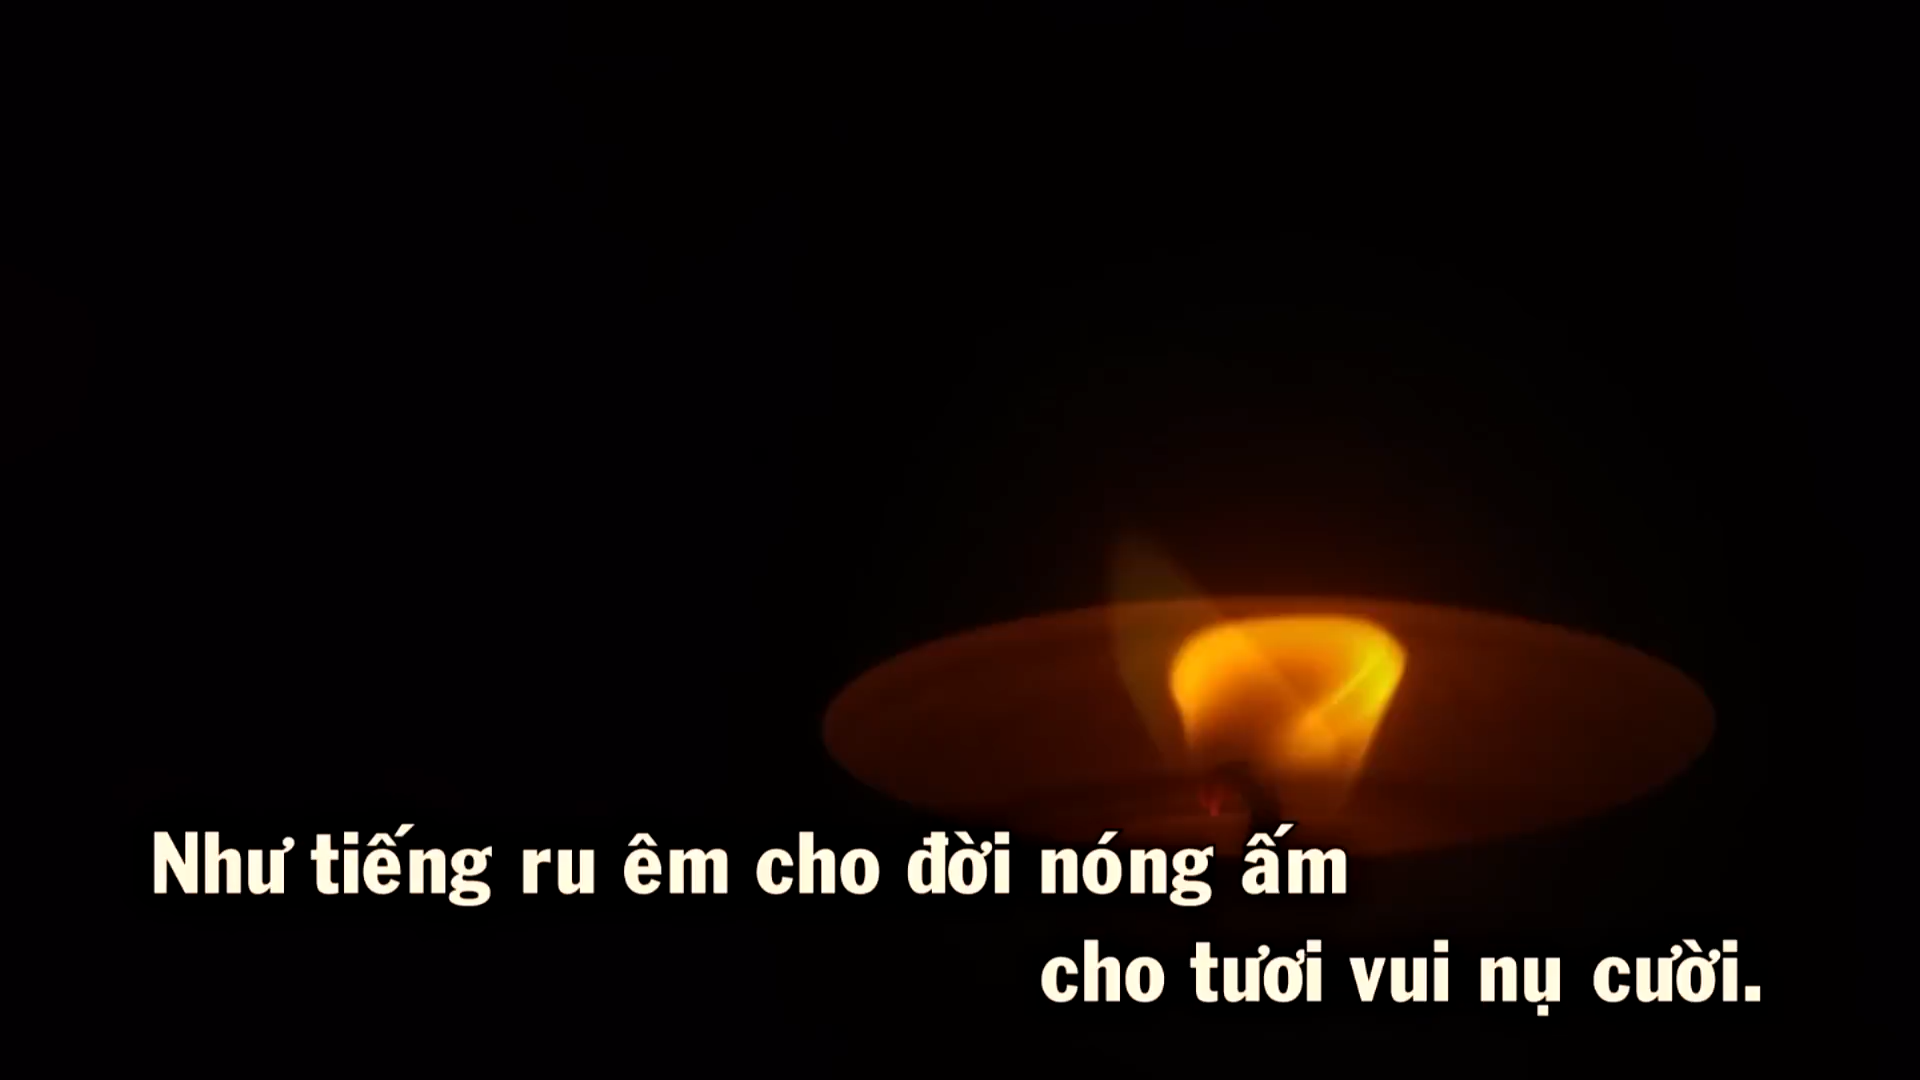 Như tiếng ru êm cho đời nóng ấm
cho tươi vui nụ cười.